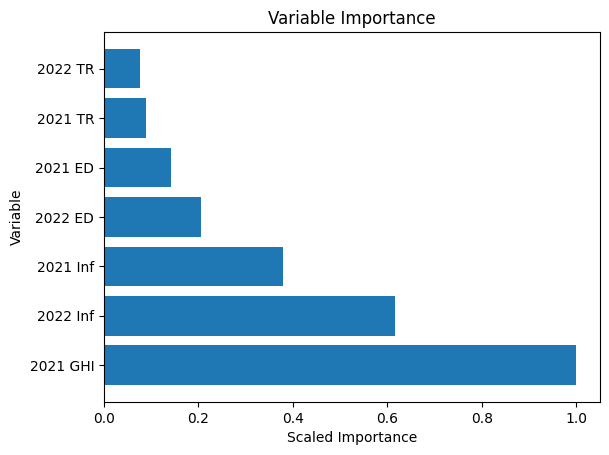 Variable Importance
Variable
2022 TR
2021 TR
2021 ED
2022 ED
2021 Inf
2022 Inf
2021 GHI
0.0 0.2 0.4 0.6 0.8 1.0
Scaled Importance